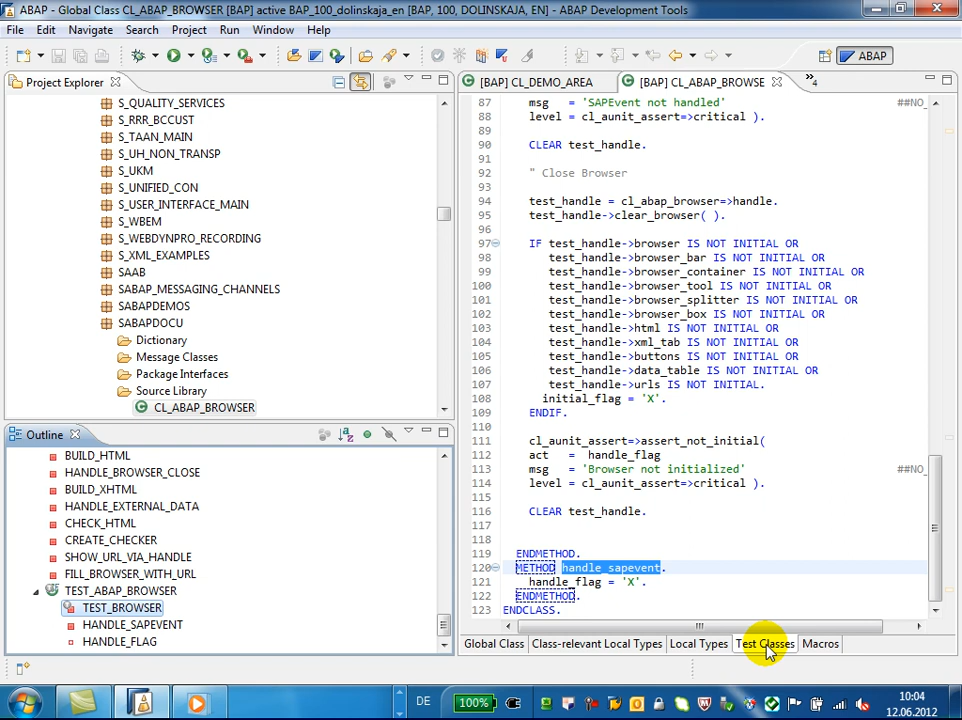 ABAP - Global Class CL_ABAP_BROWSER [BAP] active BAP_100_dolinskaja_en [BAP, 100, DOLINSKAJA, EN] - ABAP Development Tools
File Edit Navigate Search Project Run Window Help
ABAP
Project Explorer
S_QUALITY_SERVICES
S_RRR_BCCUST
S_TAAN_MAIN
S_UH_NON_TRANSP
S_UKM
S_UNIFIED_CON
S_USER_INTERFACE_MAIN
S_WBEM
S_WEBDYNPRO_RECORDING
S_XML_EXAMPLES
SAAB
SABAP_MESSAGING_CHANNELS
SABAPDEMOS
SABAPDOCU
Dictionary
Message Classes
Package Interfaces
Source Library
CL_ABAP_BROWSER
Outline
BUILD_HTML
HANDLE_BROWSER_CLOSE
BUILD_XHTML
HANDLE_EXTERNAL_DATA
CHECK_HTML
CREATE_CHECKER
SHOW_URL_VIA_HANDLE
FILL_BROWSER_WITH_URL
TEST_ABAP_BROWSER
TEST_BROWSER
HANDLE_SAPEVENT
HANDLE_FLAG
[BAP] CL_DEMO_AREA [BAP] CL_ABAP_BROWSE 4
87 msg = 'SAPEvent not handled' ##NO_
88 level = cl_aunit_assert=>critical ).
89
90 CLEAR test_handle.
91
92 " Close Browser
93
94 test_handle = cl_abap_browser=>handle.
95 test_handle->clear_browser( ).
96
97 IF test_handle->browser IS NOT INITIAL OR
98 test_handle->browser_bar IS NOT INITIAL OR
99 test_handle->browser_container IS NOT INITIAL OR
100 test_handle->browser_tool IS NOT INITIAL OR
101 test_handle->browser_splitter IS NOT INITIAL OR
102 test_handle->browser_box IS NOT INITIAL OR
103 test_handle->html IS NOT INITIAL OR
104 test_handle->xml_tab IS NOT INITIAL OR
105 test_handle->buttons IS NOT INITIAL OR
106 test_handle->data_table IS NOT INITIAL OR
107 test_handle->urls IS NOT INITIAL.
108 initial_flag = 'X'.
109 ENDIF.
110
111 cl_aunit_assert=>assert_not_initial(
112 act = handle_flag
113 msg = 'Browser not initialized' ##NO_
114 level = cl_aunit_assert=>critical ).
115
116 CLEAR test_handle.
117
118
119 ENDMETHOD.
120 METHOD handle_sapevent.
121 handle_flag = 'X'.
122 ENDMETHOD.
123 ENDCLASS.
Global Class Class-relevant Local Types Local Types Test Classes Macros
DE 100% 10:04
12.06.2012